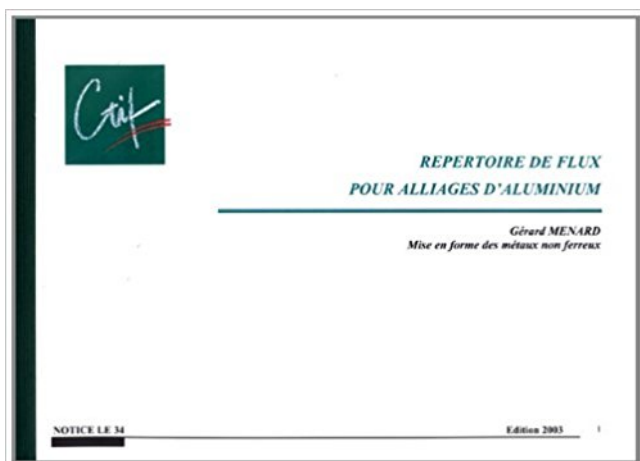 Ctif
REPERTOIRE DE FLUX
POUR ALLIAGES D'ALUMINIUM
Gérard MENARD
Mise en forme des métaux non ferreux
NOTICE LE 34
Edition 2003
1